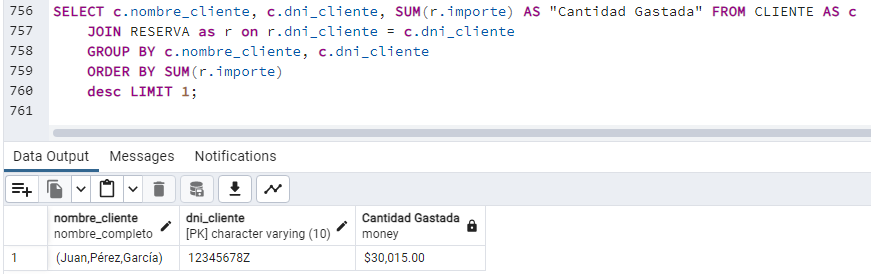 756 SELECT c.nombre_cliente, c.dni_cliente, SUM(r.importe) AS "Cantidad Gastada" FROM CLIENTE AS c
757 JOIN RESERVA as r on r.dni_cliente = c.dni_cliente
758 GROUP BY c.nombre_cliente, c.dni_cliente
759 ORDER BY SUM(r.importe)
760 desc LIMIT 1;
761
Data Output Messages Notifications
nombre_cliente dni_cliente Cantidad Gastada
nombre_completo [PK] character varying (10) money
1 (Juan,Pérez,García) 12345678Z $30,015.00